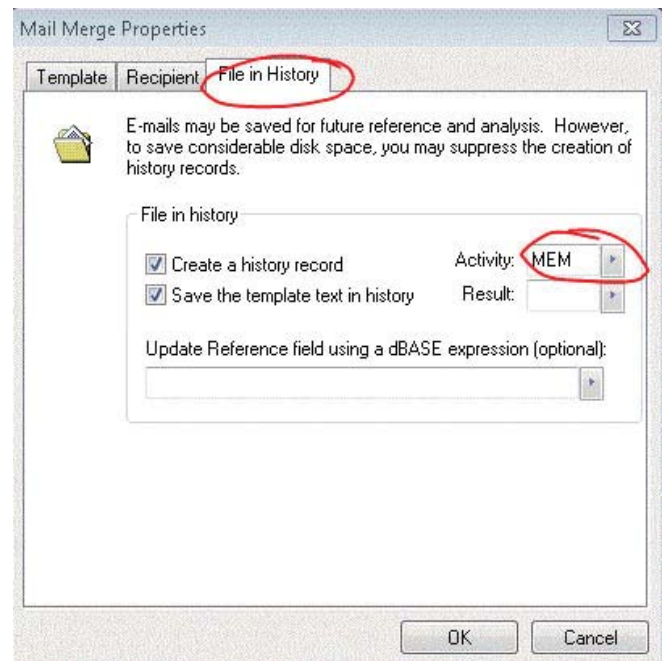 Mail Merge Properties
Template Recipient File in History
E-mails may be saved for future reference and analysis. However,
to save considerable disk space, you may suppress the creation of
history records.
File in history
Create a history record Activity: MEM
Save the template text in history Result:
Update Reference field using a dBASE expression (optional):
OK Cancel